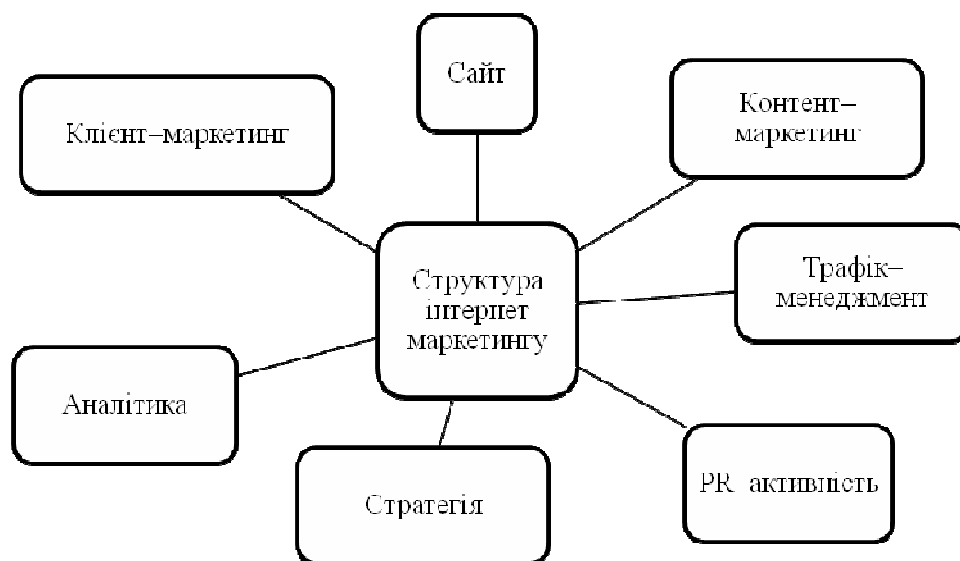 Сайт
Клієнт–маркетинг
Контент–
маркетинг
Структура
інтернет
маркетингу
Трафік–
менеджмент
Аналітика
Стратегія
PR–активність